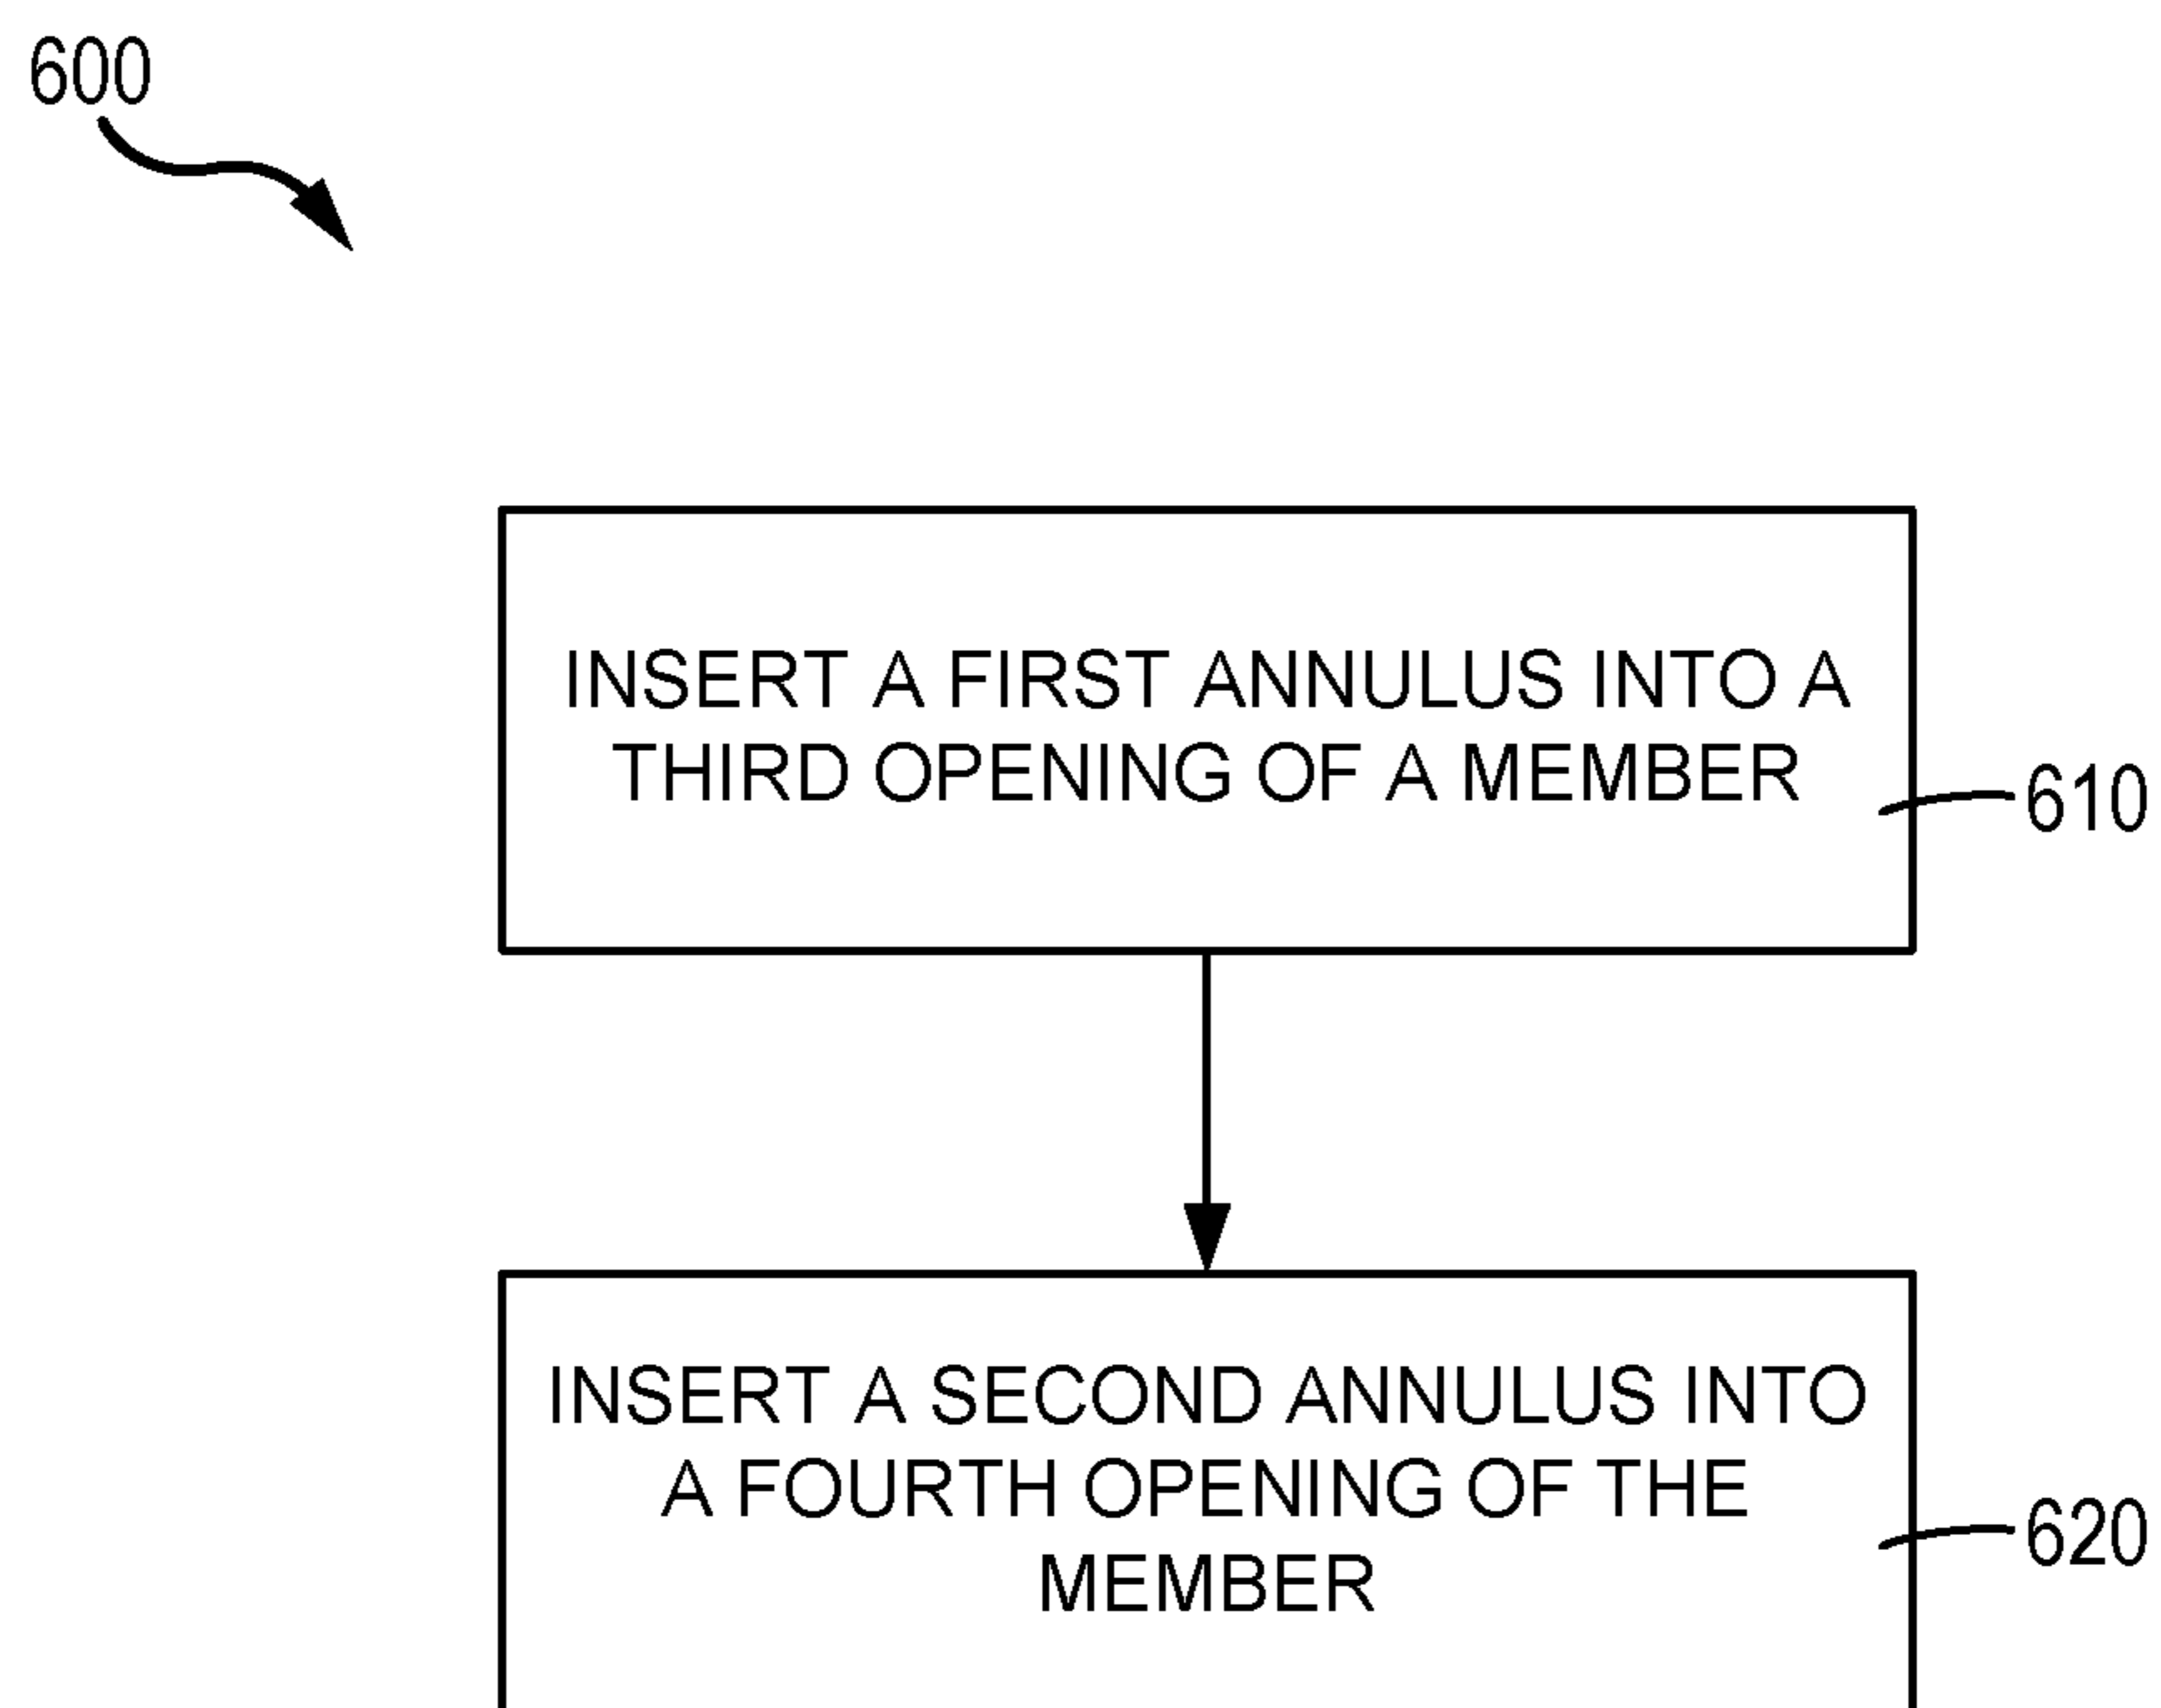 600
INSERT A FIRST ANNULUS INTO A
THIRD OPENING OF A MEMBER
610
INSERT A SECOND ANNULUS INTO
A FOURTH OPENING OF THE
MEMBER
620